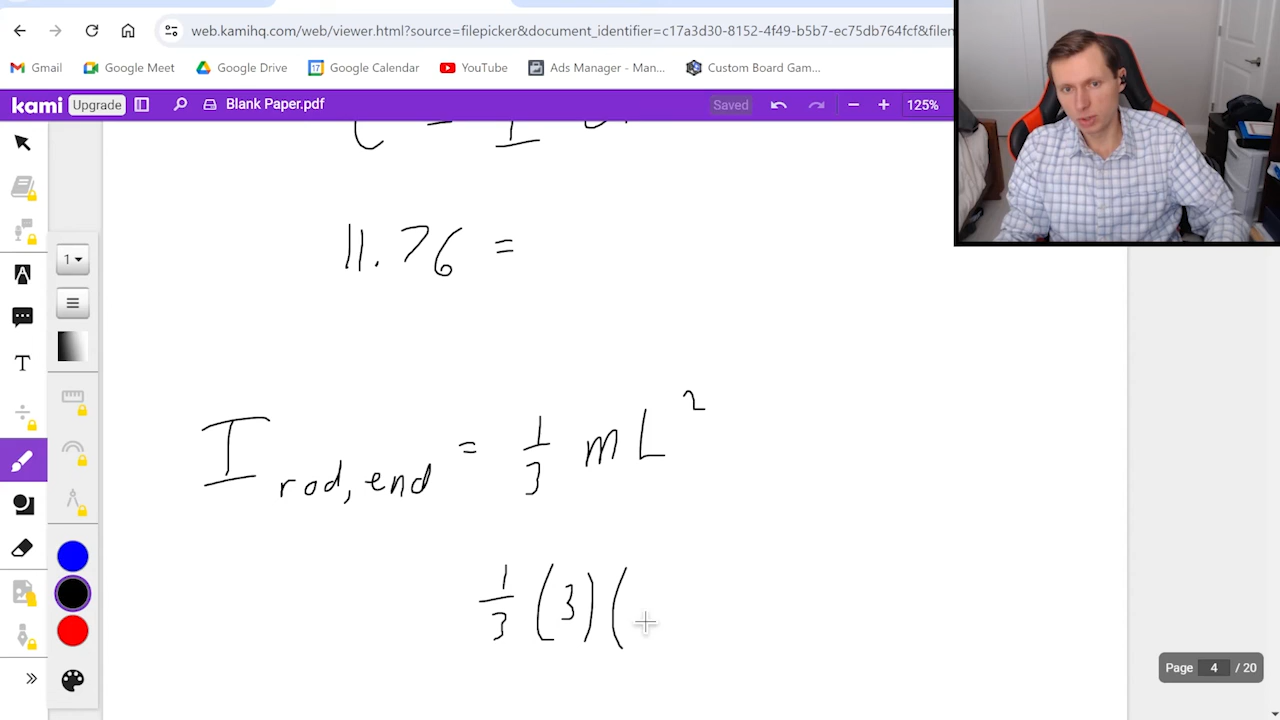 web.kamihq.com/web/viewer.html?source=filepicker&document_identifier=c17a3d30-8152-4f49-b5b7-ec75db764fcf&filen
Gmail Google Meet Google Drive 17 Google Calendar YouTube Ads Manager - Man... Custom Board Gam...
kami Upgrade Blank Paper.pdf Saved 125%
11.76 =
1
I rod, end = 1/3 mL²
1/3 (3)(
Page 4 / 20